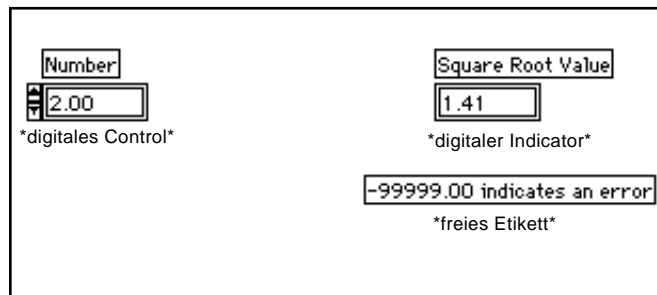 Number
2.00
*digitales Control*
Square Root Value
1.41
*digitaler Indicator*
-99999.00 indicates an error
*freies Etikett*